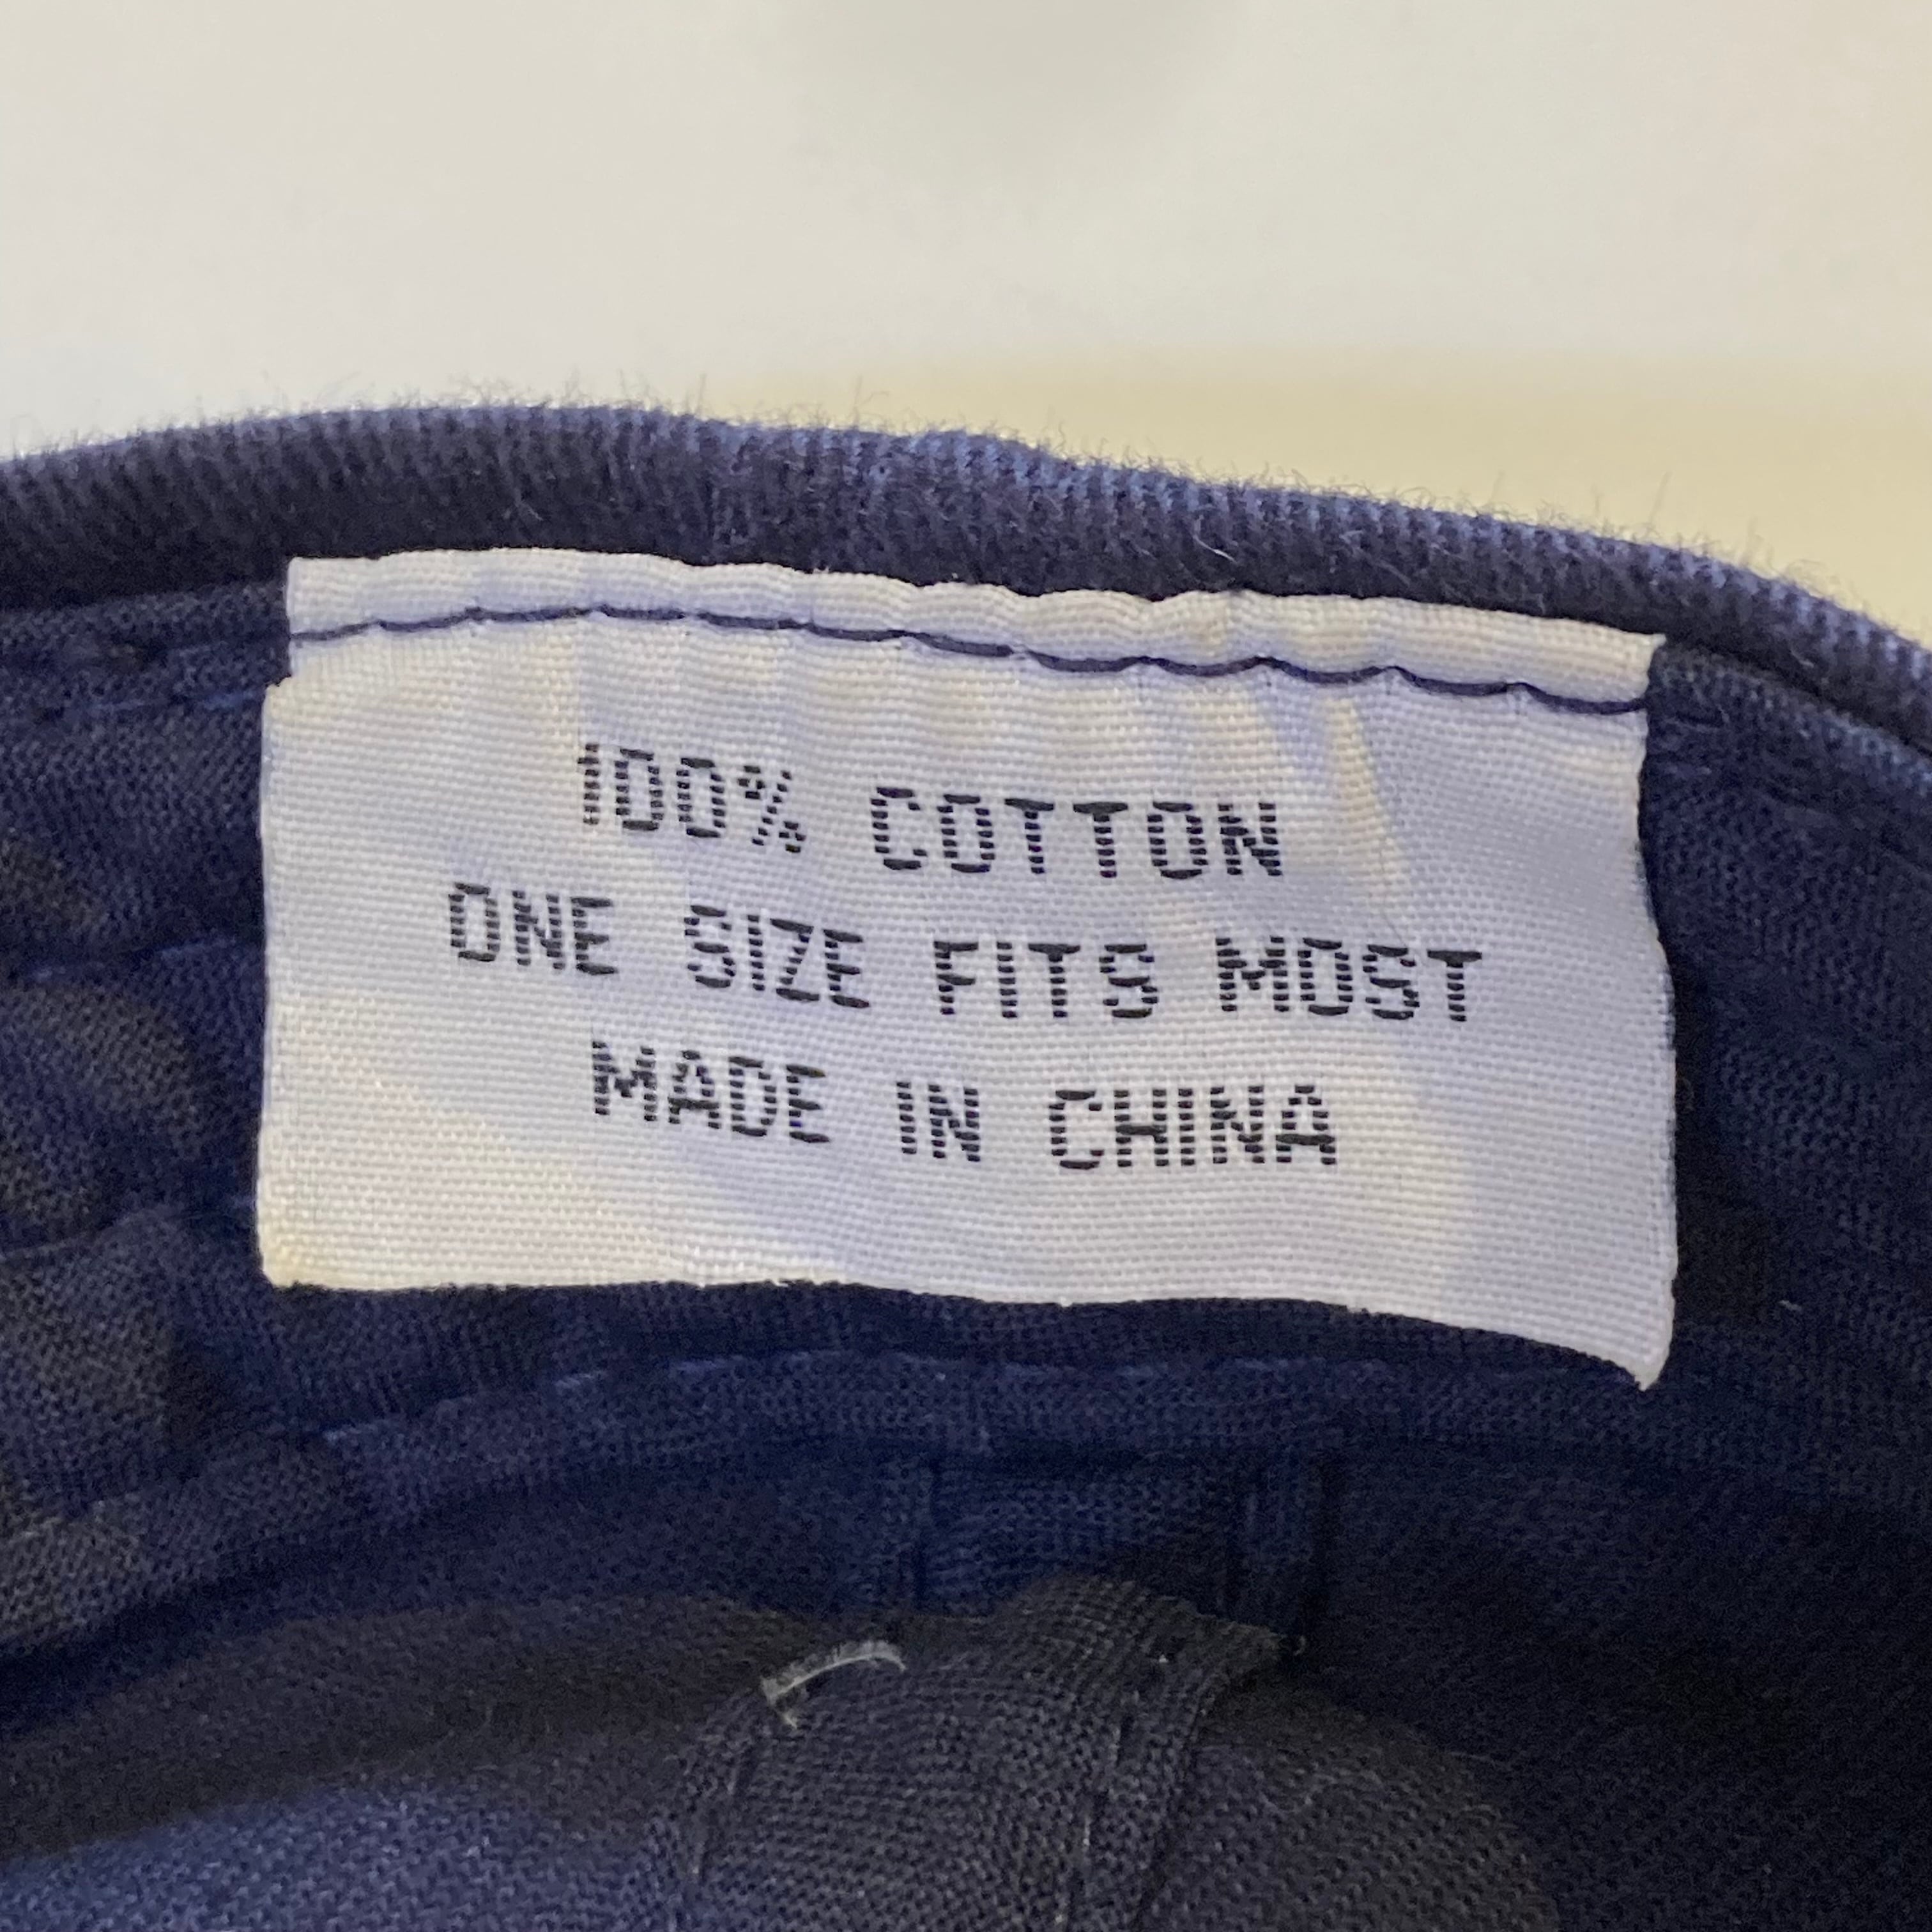 100% COTTON
ONE SIZE FITS MOST
MADE IN CHINA